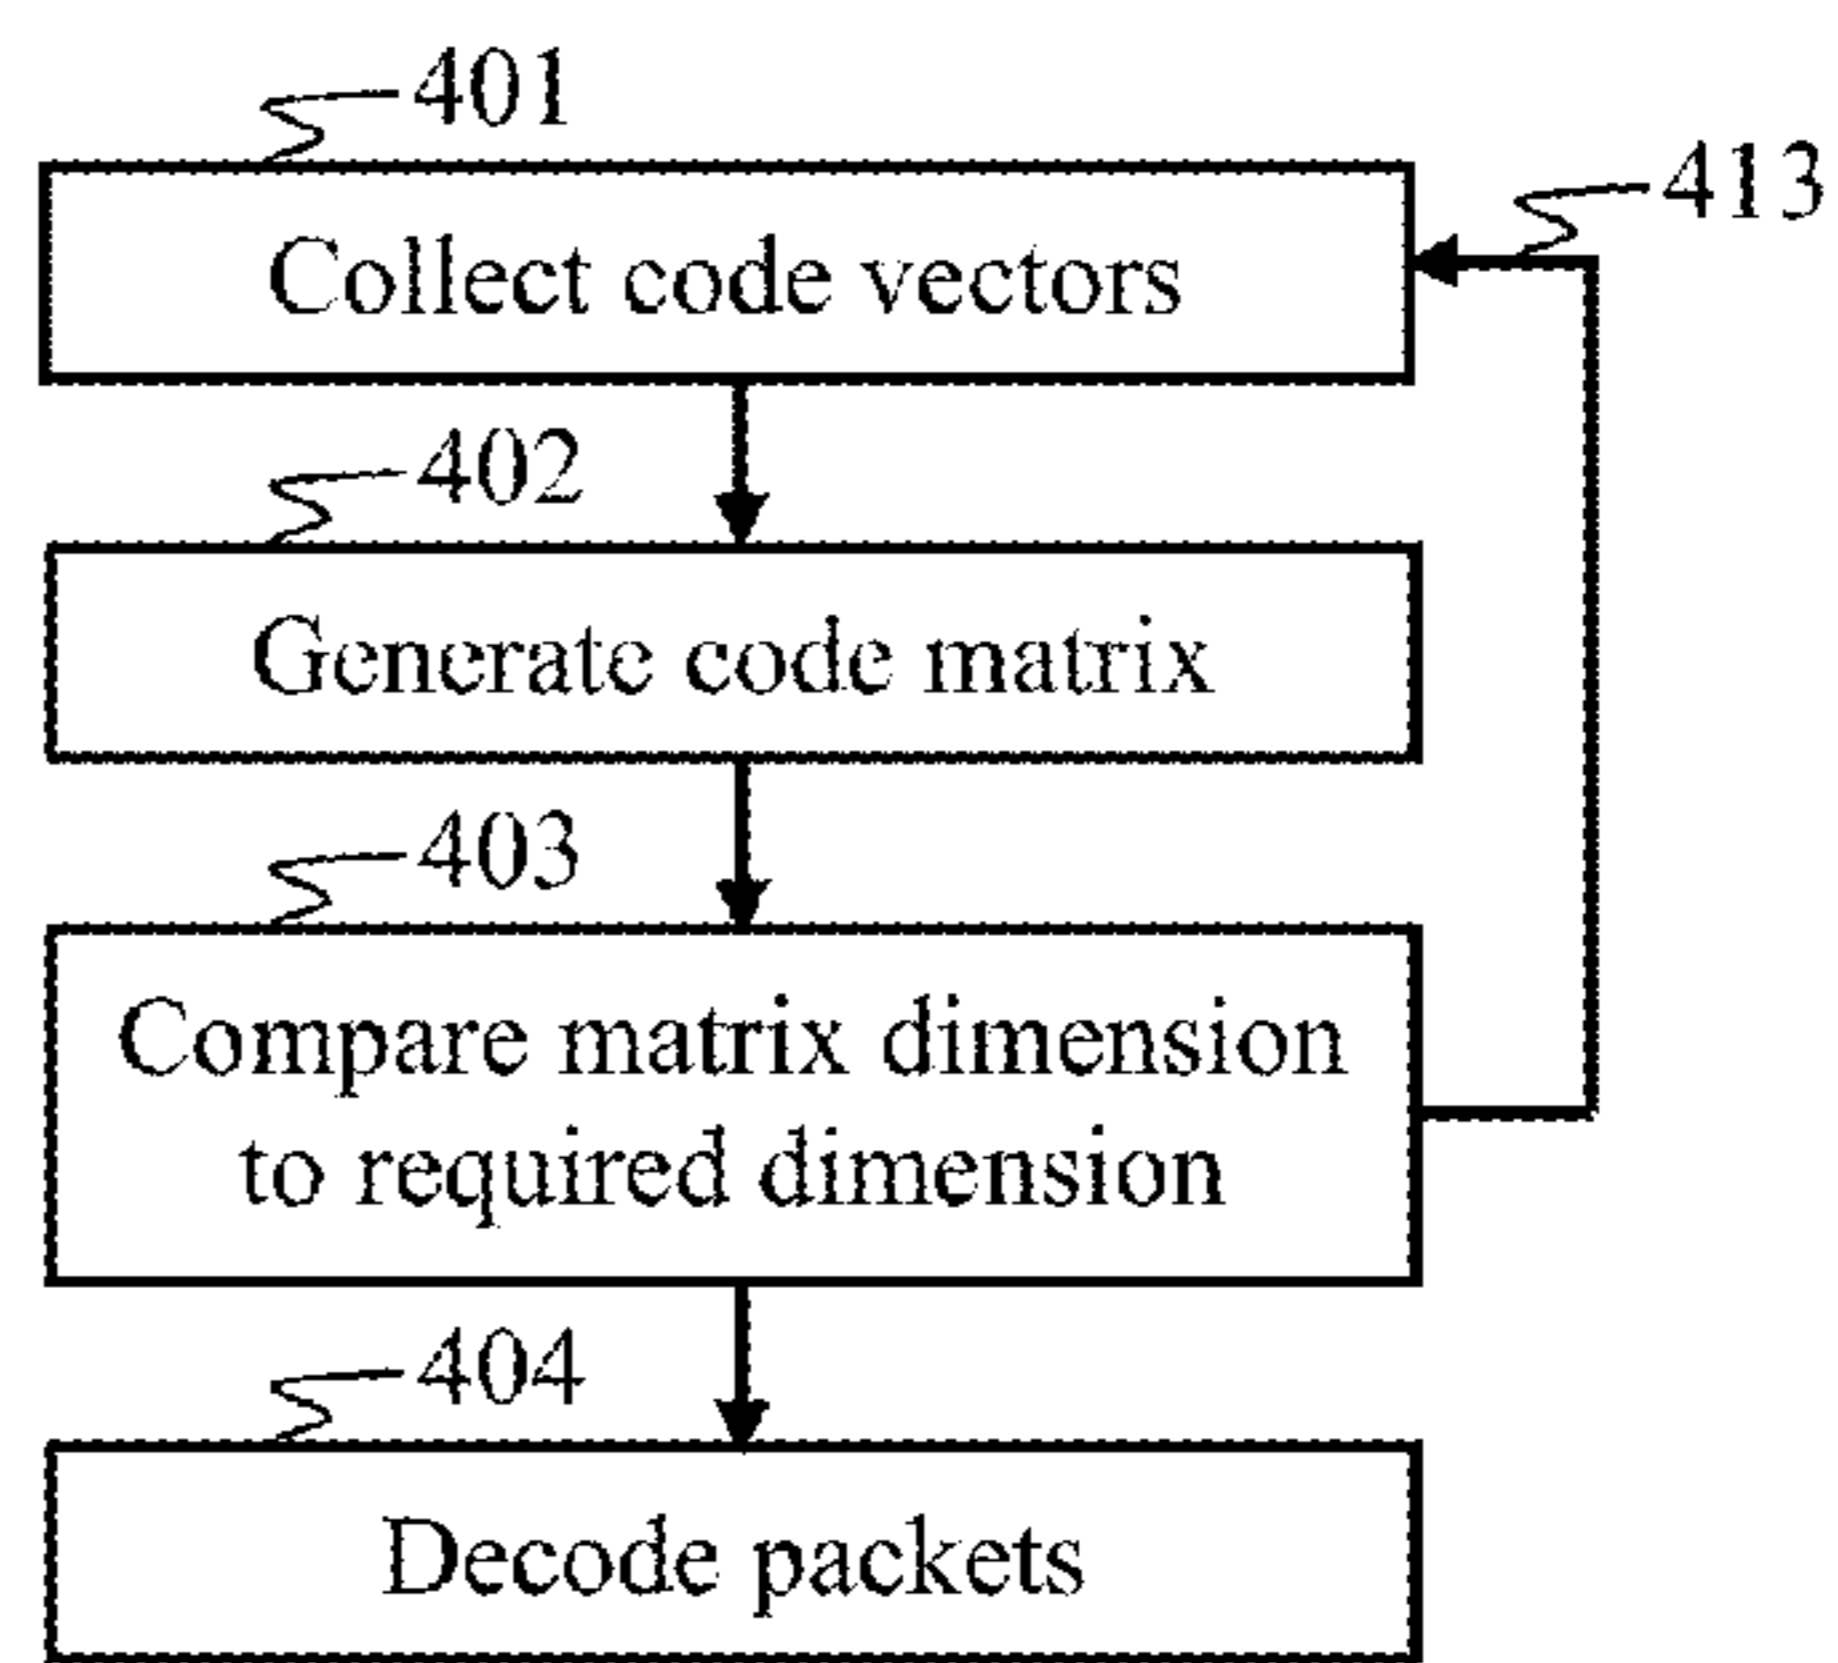 401
413
Collect code vectors
402
Generate code matrix
403
Compare matrix dimension
to required dimension
404
Decode packets